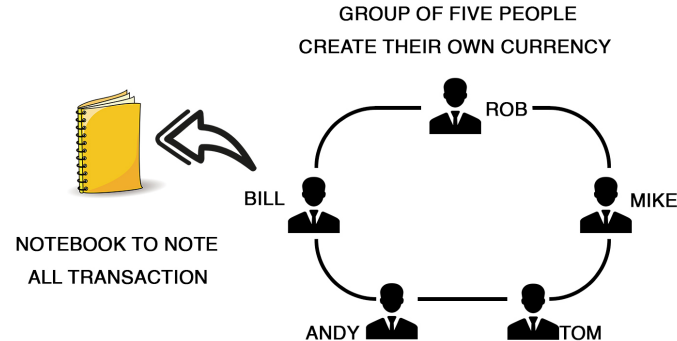 GROUP OF FIVE PEOPLE
CREATE THEIR OWN CURRENCY
ROB
BILL
MIKE
NOTEBOOK TO NOTE
ALL TRANSACTION
ANDY
TOM